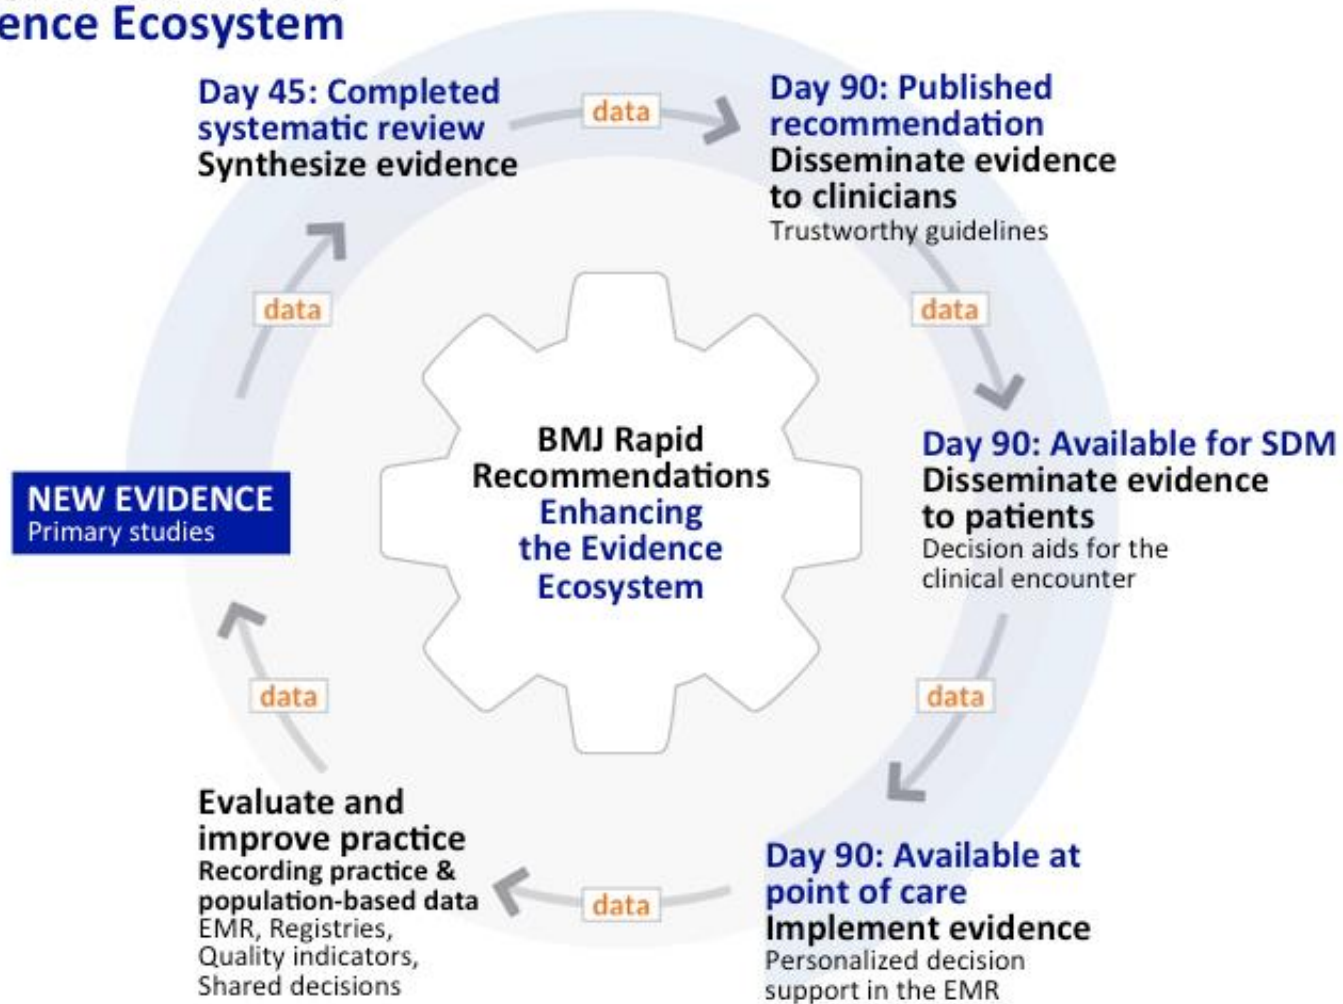 Ecosystem
Day 45: Completed
systematic review
Synthesize evidence
data
Day 90: Published
recommendation
Disseminate evidence
to clinicians
Trustworthy guidelines
data
Day 90: Available for SDM
Disseminate evidence
to patients
Decision aids for the
clinical encounter
data
Day 90: Available at
point of care
Implement evidence
Personalized decision
support in the EMR
data
Evaluate and
improve practice
Recording practice &
population-based data
EMR, Registries,
Quality indicators,
Shared decisions
data
NEW EVIDENCE
Primary studies
data
BMJ Rapid
Recommendations
Enhancing
the Evidence
Ecosystem